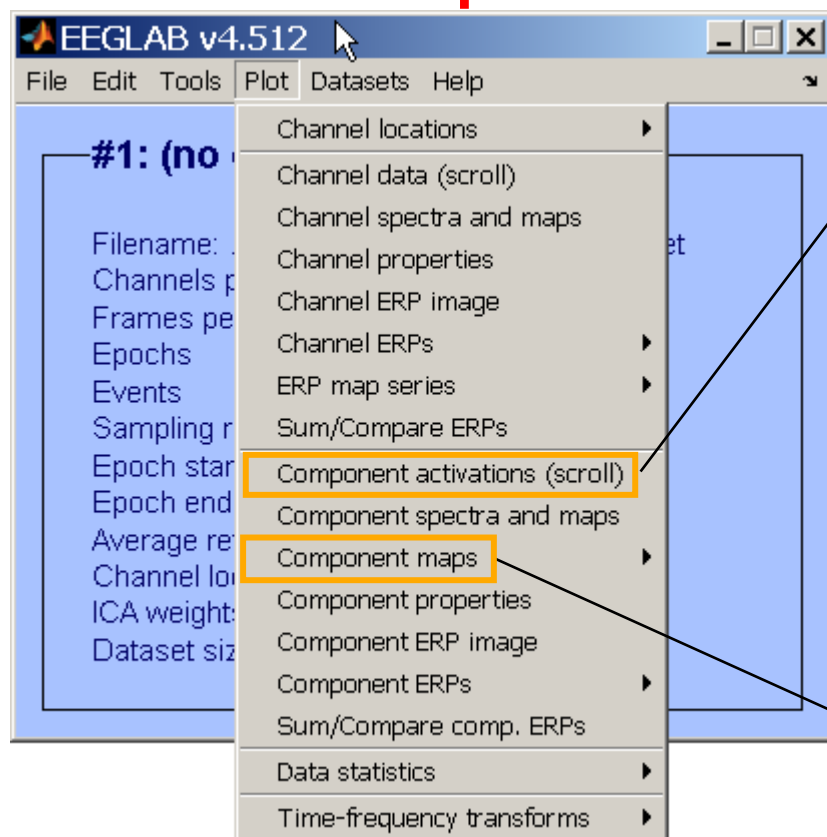 EEGLAB v4.512
File Edit Tools Plot Datasets Help
#1: (no
Channel locations
Channel data (scroll)
Channel spectra and maps
Filename: .
et
Channel properties
Channels p
Channel ERP image
Frames pe
Channel ERPs
Epochs
ERP map series
Events
Sum/Compare ERPs
Sampling r
Component activations (scroll)
Epoch star
Component spectra and maps
Epoch end
Component maps
Average re
Component properties
Channel lo
Component ERP image
ICA weight
Component ERPs
Dataset siz
Sum/Compare comp. ERPs
Data statistics
Time-frequency transforms